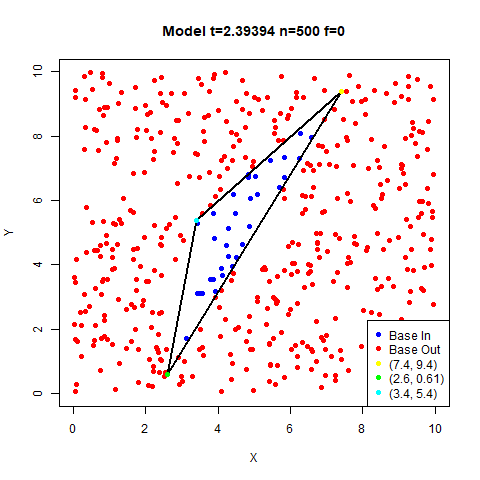 Model t=2.39394 n=500 f=0
10
8
6
4
2
0
Y
Base In
Base Out
(7.4, 9.4)
(2.6, 0.61)
(3.4, 5.4)
0 2 4 6 8 10
X